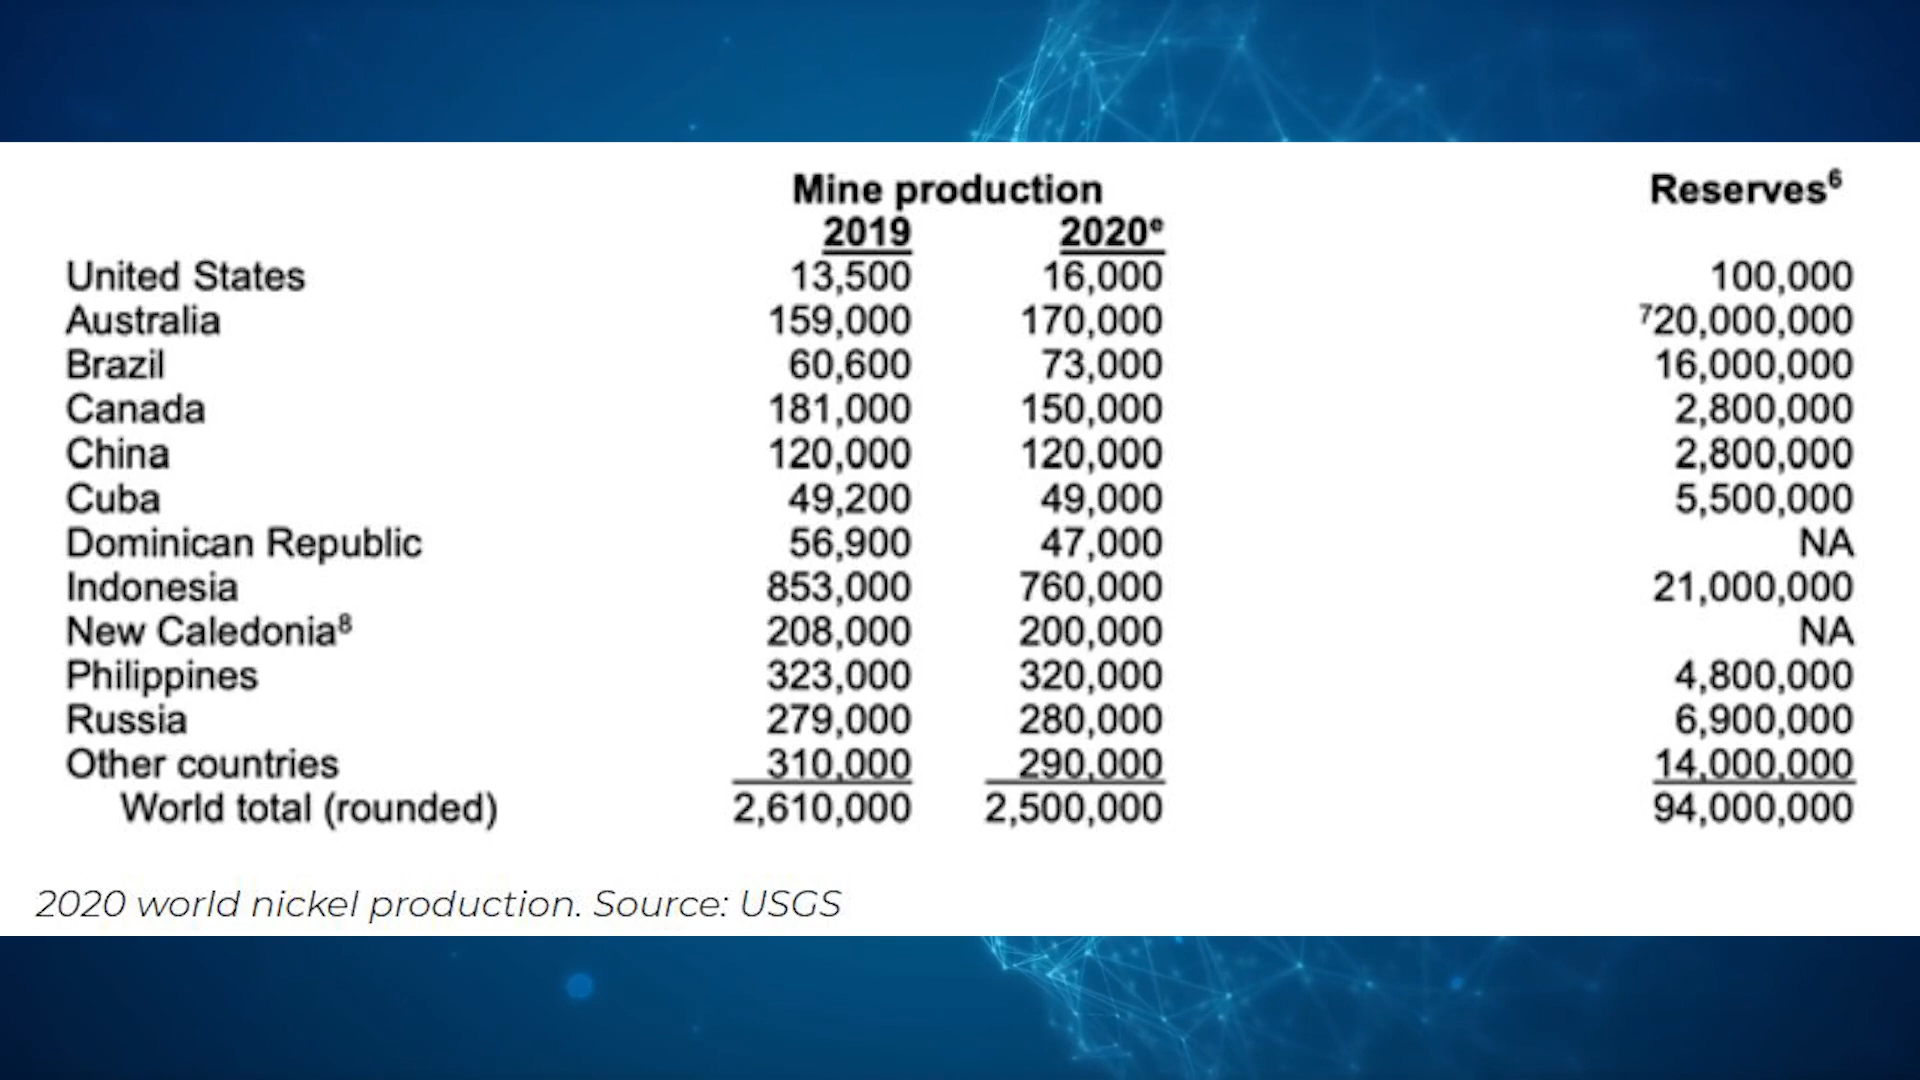 Mine production Reserves⁶
2019 2020ᵉ
United States 13,500 16,000 100,000
Australia 159,000 170,000 ⁷20,000,000
Brazil 60,600 73,000 16,000,000
Canada 181,000 150,000 2,800,000
China 120,000 120,000 2,800,000
Cuba 49,200 49,000 5,500,000
Dominican Republic 56,900 47,000 NA
Indonesia 853,000 760,000 21,000,000
New Caledonia⁸ 208,000 200,000 NA
Philippines 323,000 320,000 4,800,000
Russia 279,000 280,000 6,900,000
Other countries 310,000 290,000 14,000,000
World total (rounded) 2,610,000 2,500,000 94,000,000
2020 world nickel production. Source: USGS